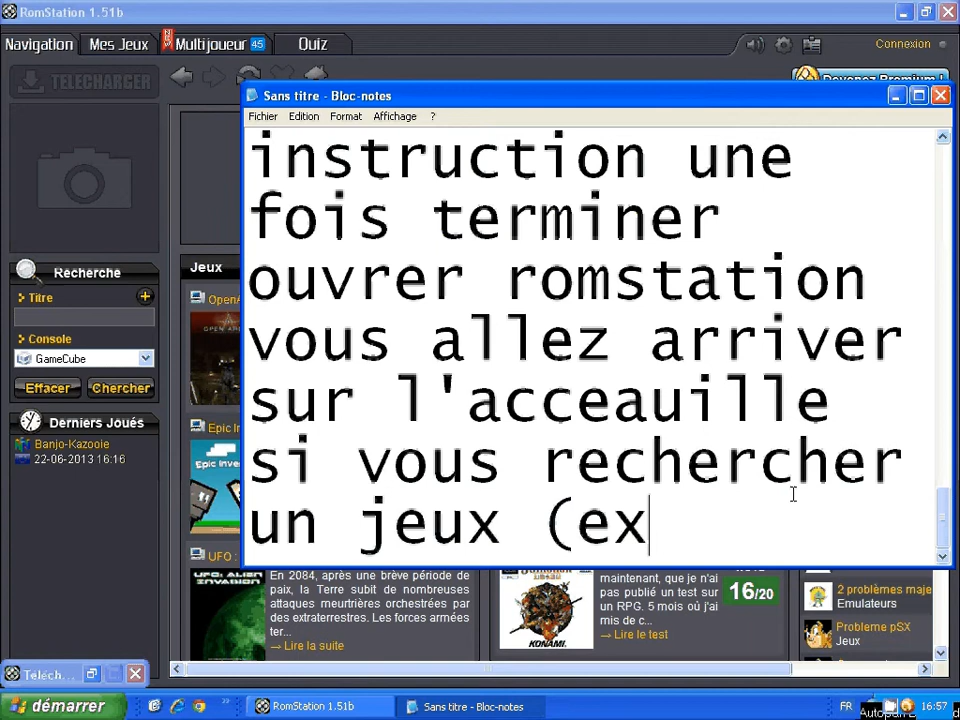 RomStation 1.51b
Navigation
Mes Jeux
Multijoueur 45
Quiz
Connexion
TELECHARGER
Devenez Premium !
Sans titre - Bloc-notes
Fichier Edition Format Affichage ?
instruction une
fois terminer
ouvrer romstation
vous allez arriver
sur l'acceauille
si vous rechercher
un jeux (ex
Recherche
Titre
Console
GameCube
Effacer
Chercher
Derniers Joués
Banjo-Kazooie
22-06-2013 16:16
Jeux
OpenA
Epic In
UFO :
En 2084, après une brève période de
paix, la Terre subit de nombreuses
attaques meurtrières orchestrées par
des extraterrestres. Les forces armées
ter...
→ Lire la suite
maintenant, que je n'ai
pas publié un test sur
un RPG. 5 mois où j'ai
mis de c...
→ Lire le test
16/20
KONAMI
2 problèmes maje
Emulateurs
Probleme pSX
Jeux
Téléch...
démarrer
RomStation 1.51b
Sans titre - Bloc-notes
FR
16:57